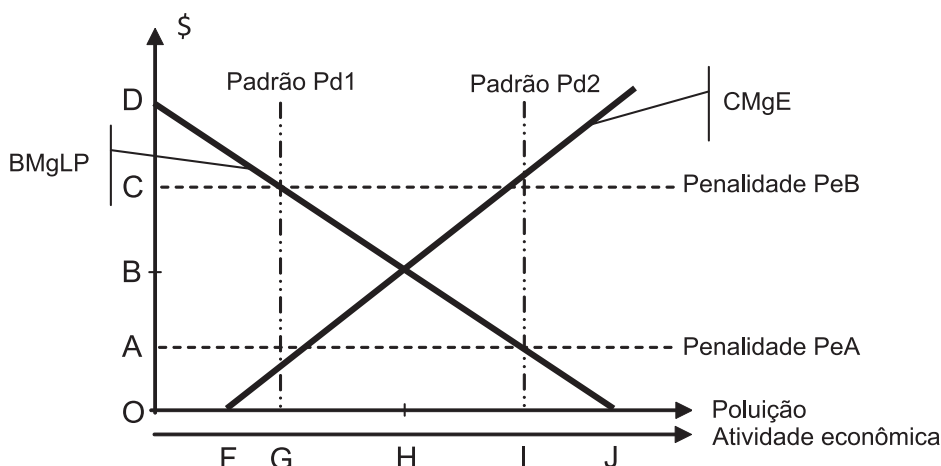 $
Padrão Pd1
Padrão Pd2
D
CMgE
BMgLP
C
Penalidade PeB
B
A
Penalidade PeA
O
Poluição
Atividade econômica
F G H I J